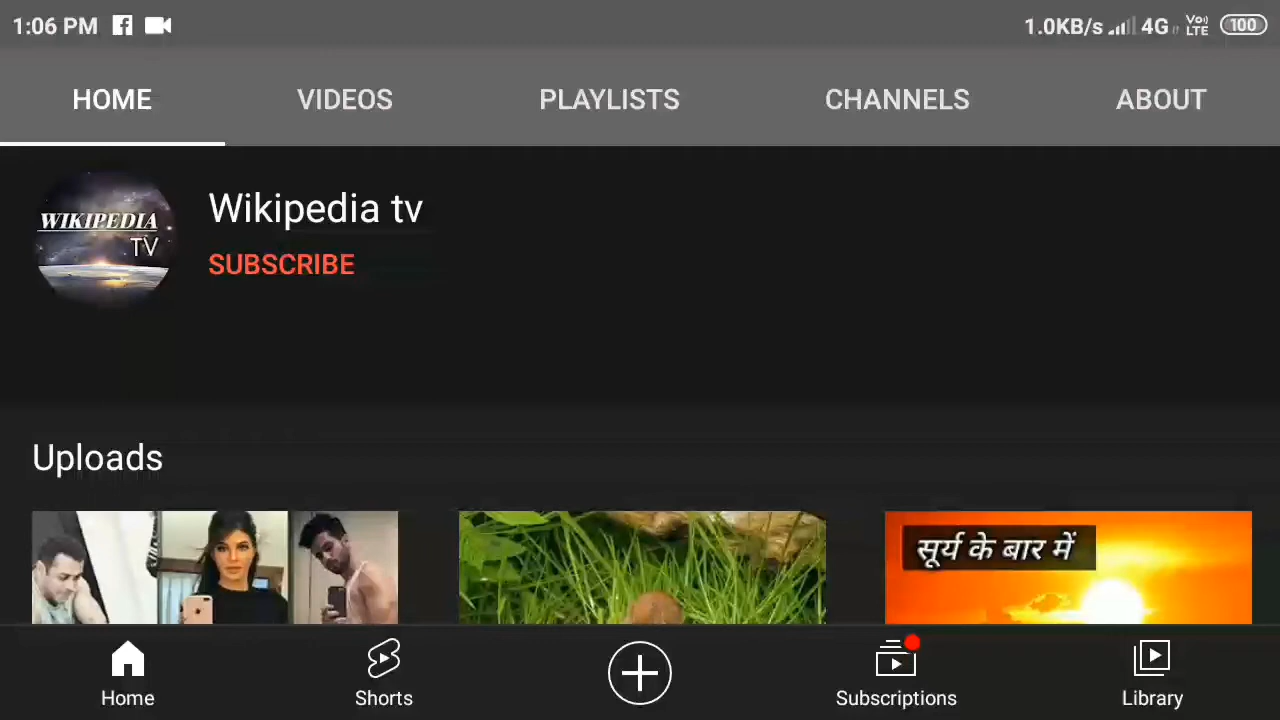 1:06 PM
1.0KB/s 4G Vo) LTE 100
HOME VIDEOS PLAYLISTS CHANNELS ABOUT
WIKIPEDIA
TV
Wikipedia tv
SUBSCRIBE
Uploads
सूर्य के बार में
Home Shorts Subscriptions Library